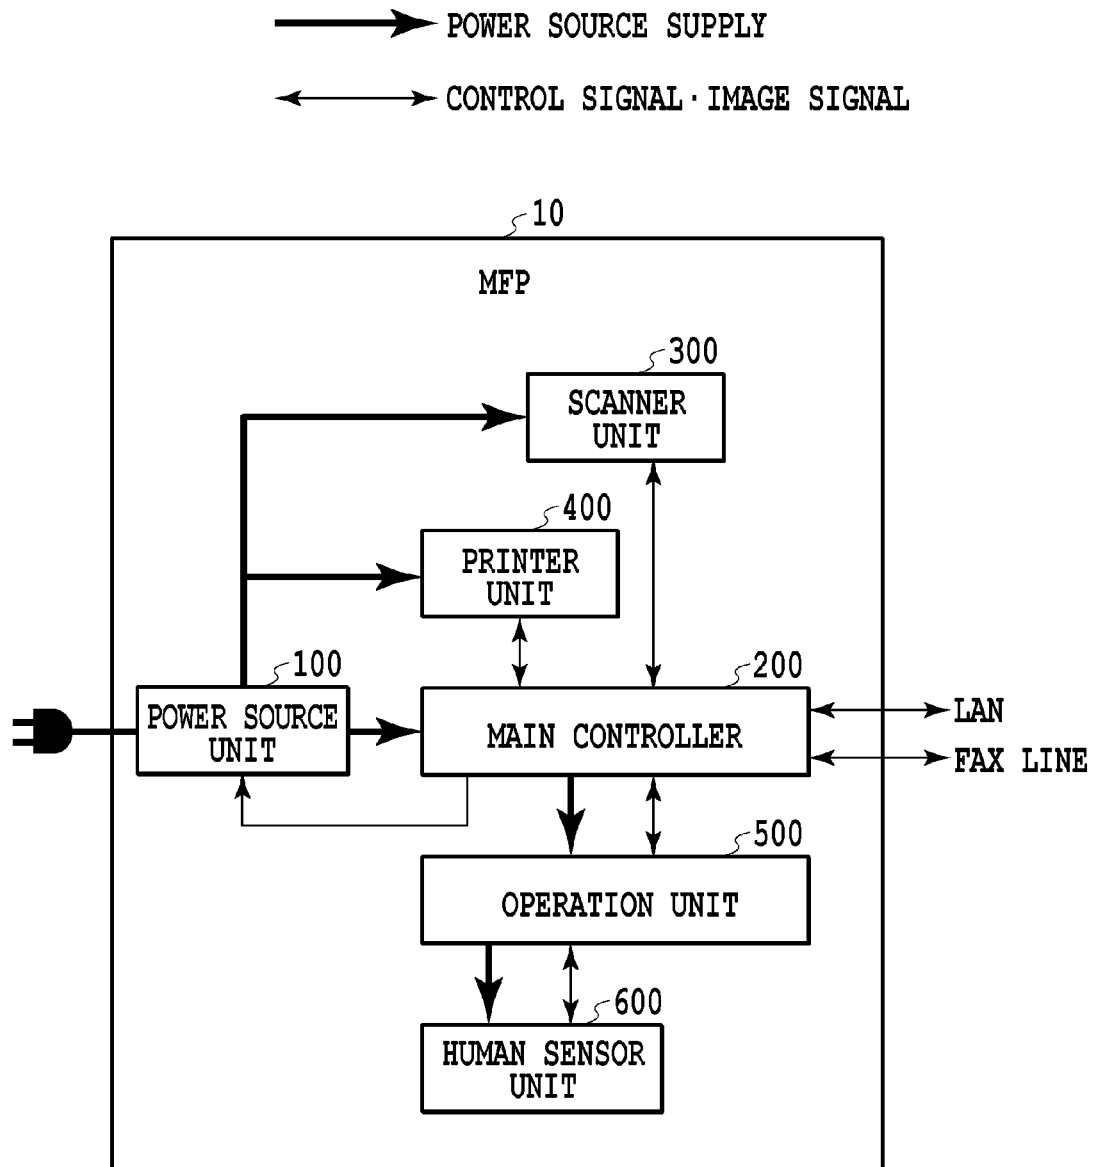 POWER SOURCE SUPPLY
CONTROL SIGNAL·IMAGE SIGNAL
10
MFP
300
SCANNER
UNIT
400
PRINTER
UNIT
100
POWER SOURCE
UNIT
200
MAIN CONTROLLER
LAN
FAX LINE
500
OPERATION UNIT
600
HUMAN SENSOR
UNIT